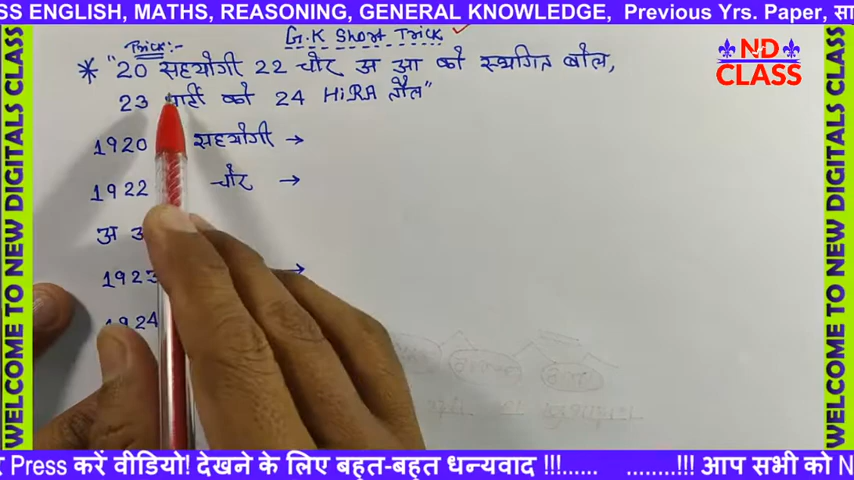 SS ENGLISH, MATHS, REASONING, GENERAL KNOWLEDGE, Previous Yrs. Paper, सा
G.K Short Trick
Trick:-
* "20 सहयोगी 22 चौर अ आ को स्थगित बोल,
23 पार्टी को 24 HiRA तौल"
1920 सहयोगी →
1922 चौर →
अ
1923 →
1924
ND
CLASS
WELCOME TO NEW DIGITALS CLASS
WELCOME TO NEW DIGITALS CLASS
र Press करें वीडियो! देखने के लिए बहत-बहत धन्यवाद !!!...... ........!!! आप सभी को N